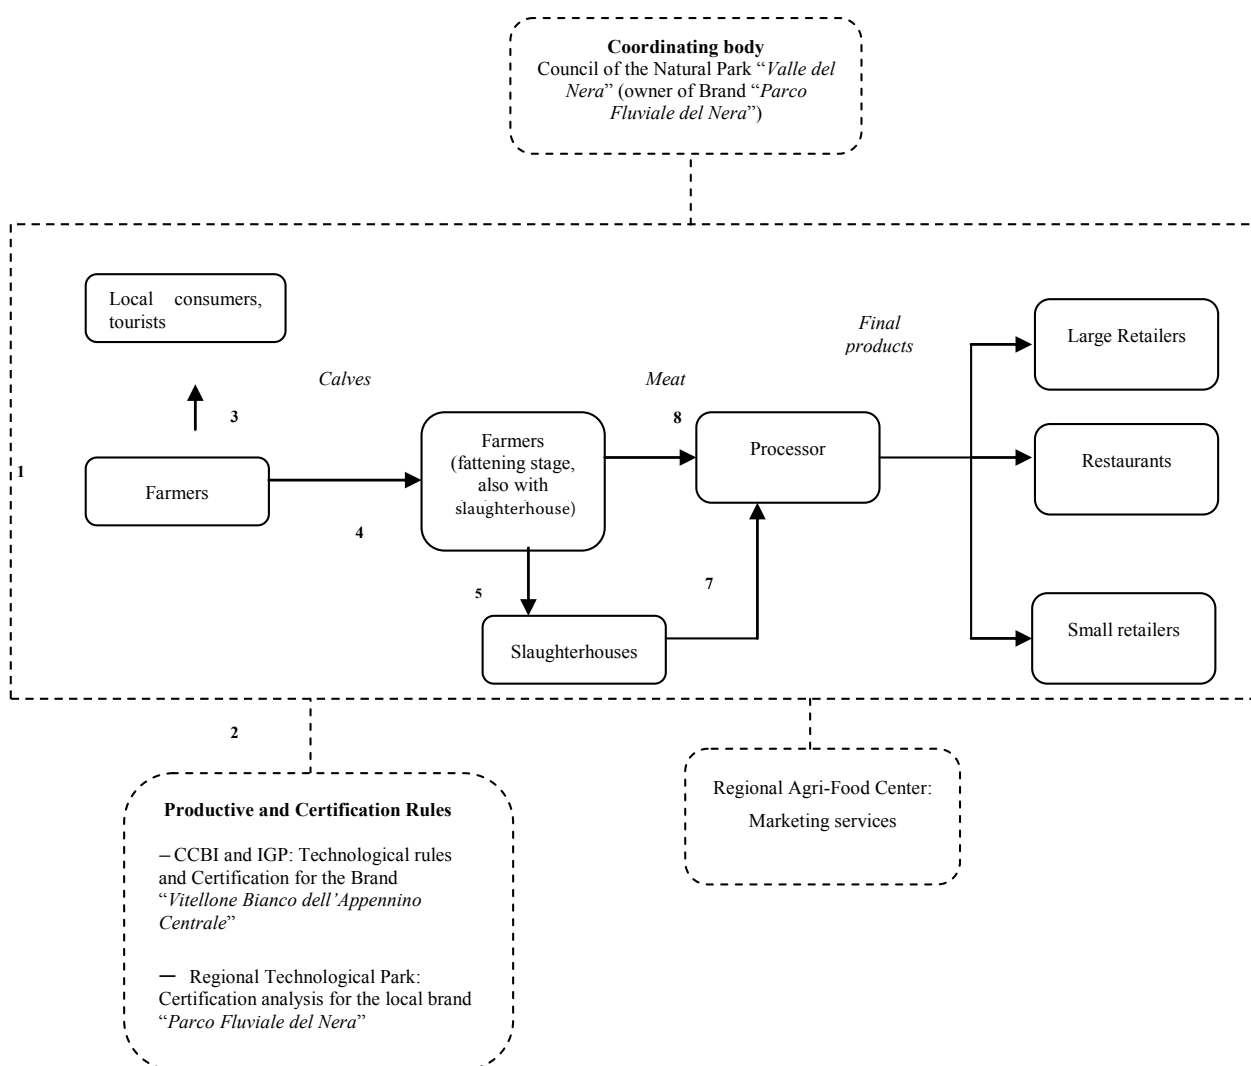 Coordinating body
Council of the Natural Park “Valle del
Nera” (owner of Brand “Parco
Fluviale del Nera”)
Local consumers,
tourists
Final
products
Large Retailers
Calves
Meat
3
8
1
Farmers
Farmers
(fattening stage,
also with
slaughterhouse)
Processor
Restaurants
4
5
7
Slaughterhouses
Small retailers
2
Productive and Certification Rules
– CCBI and IGP: Technological rules
and Certification for the Brand
“Vitellone Bianco dell’Appennino
Centrale”
— Regional Technological Park:
Certification analysis for the local brand
“Parco Fluviale del Nera”
Regional Agri-Food Center:
Marketing services